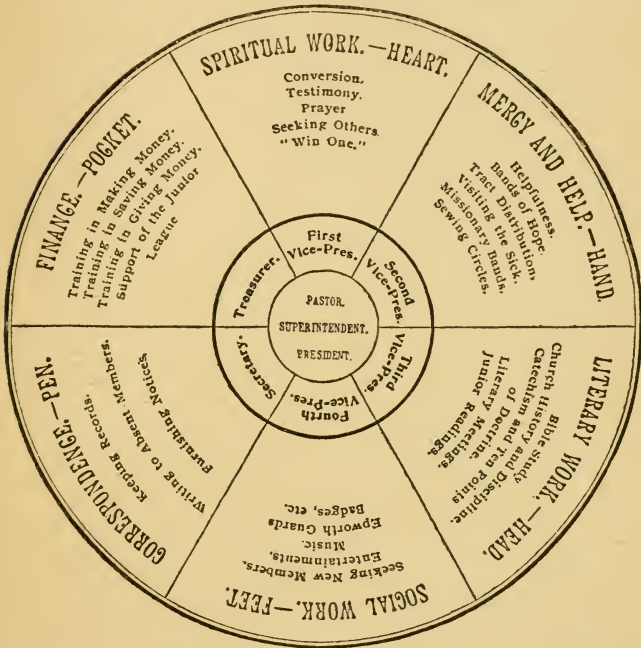 SPIRITUAL WORK.—HEART.
Conversion,
Testimony.
Prayer
Seeking Others.
"Win One."
MERCY AND HELP.—HAND.
Helpfulness.
Bands of Hope.
Tract Distribution,
Visiting the Sick.
Missionary Bands,
Sewing Circles,
LITERARY WORK.—HEAD.
Bible Study
Church History and Discipline.
Catechism and Ten Points
of Doctrine.
Literary Meetings.
Junior Readings,
SOCIAL WORK.—FEET.
Seeking New Members.
Entertainments.
Music.
Epworth Guards
Badges, etc.
CORRESPONDENCE.—PEN.
Keeping Records.
Writing to Absent Members.
Furnishing Notices,
FINANCE.—POCKET.
Training in Making Money.
Training in Saving Money.
Training in Giving Money.
Support of the Junior
League
First
Vice-Pres.
Second
Vice-Pres.
Third
Vice-Pres.
Fourth
Vice-Pres.
Secretary.
Treasurer.
PASTOR.
SUPERINTENDENT.
PRESIDENT.